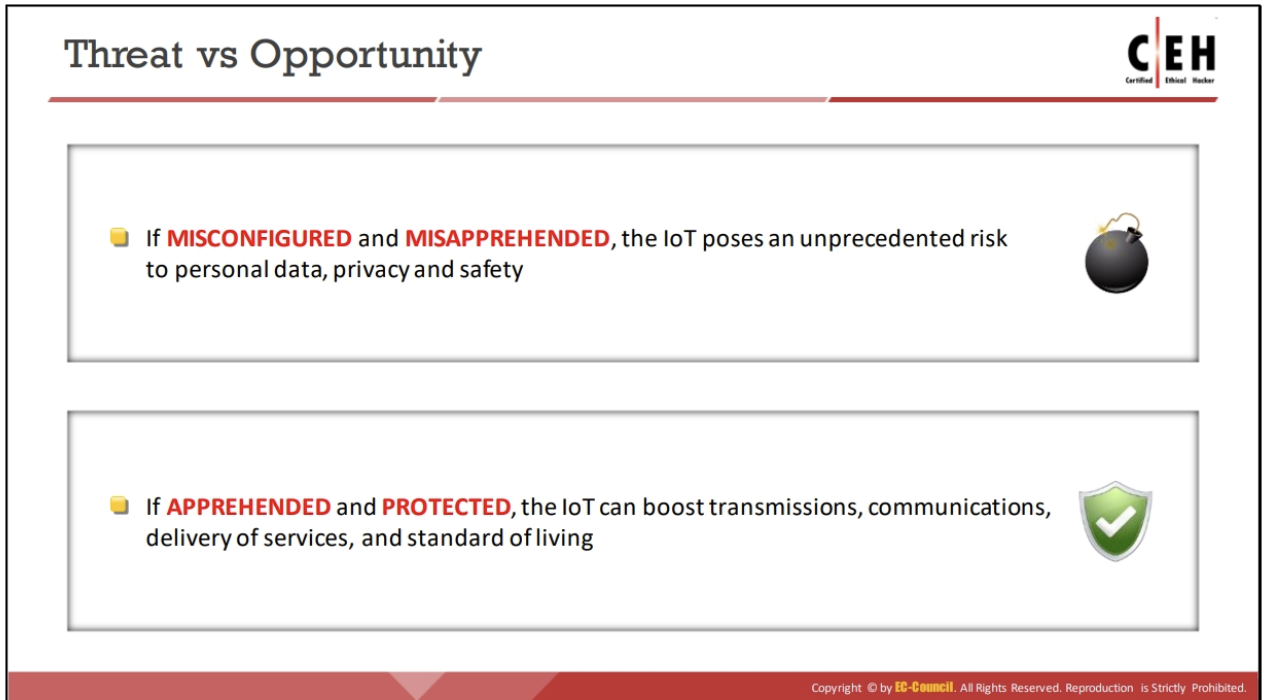 Threat vs Opportunity
C EH
Certified Ethical Hacker
If MISCONFIGURED and MISAPPREHENDED, the IoT poses an unprecedented risk
to personal data, privacy and safety
If APPREHENDED and PROTECTED, the IoT can boost transmissions, communications,
delivery of services, and standard of living
Copyright © by EC-Council. All Rights Reserved. Reproduction is Strictly Prohibited.